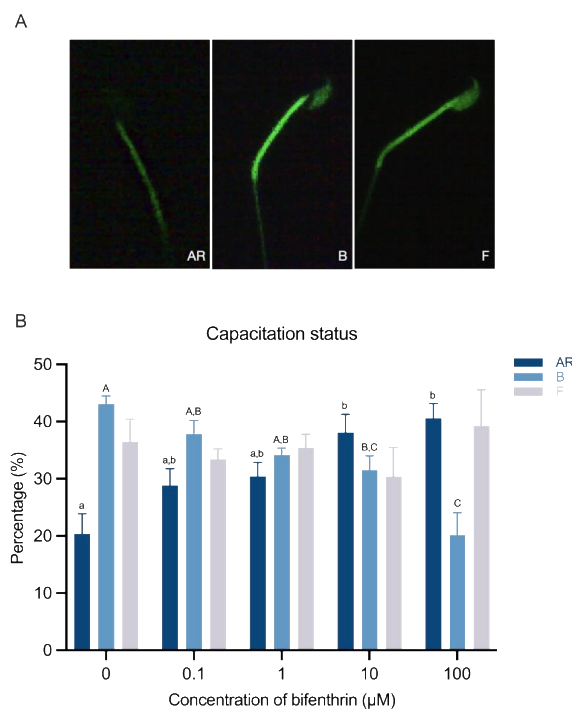 A
AR
B
F
B
Capacitation status
50
40
30
20
10
0
Percentage (%)
a
A
a,b
A,B
a,b
A,B
b
B,C
b
C
AR
B
F
0
0.1
1
10
100
Concentration of bifenthrin (µM)